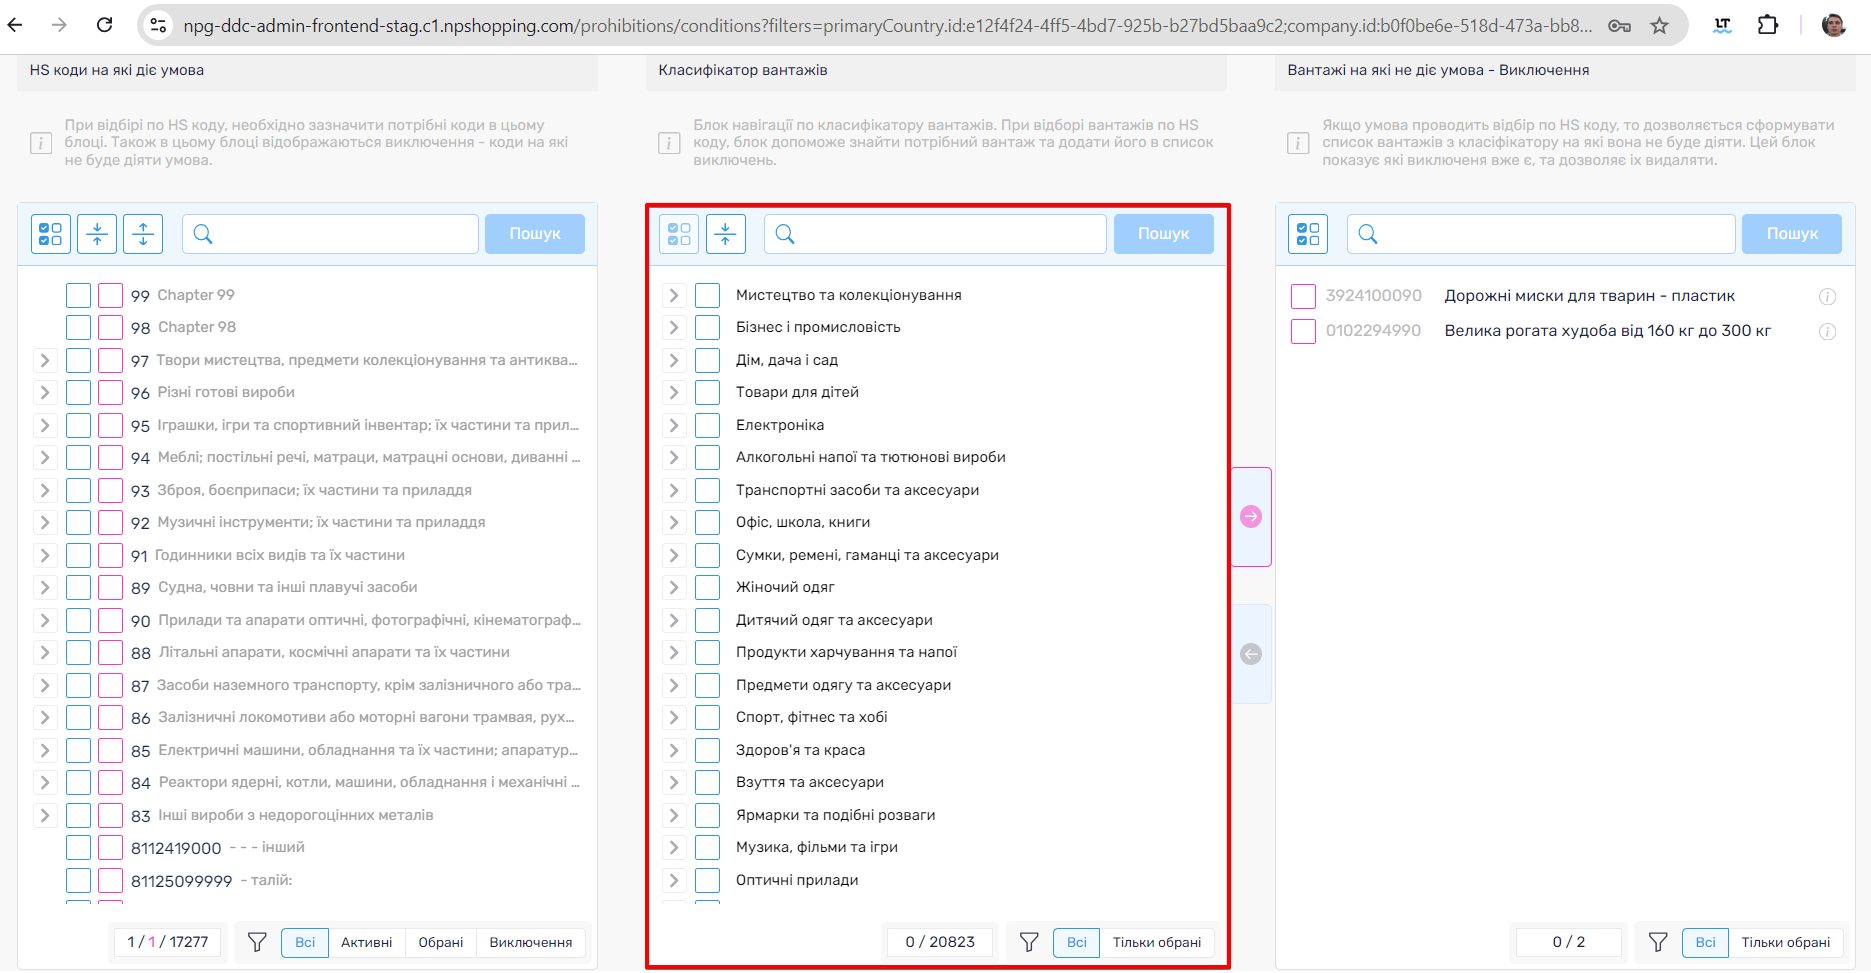 npg-ddc-admin-frontend-stag.c1.npshopping.com/prohibitions/conditions?filters=primaryCountry.id:e12f4f24-4ff5-4bd7-925b-b27bd5baa9c2;company.id:b0f0be6e-518d-473a-bb8...
LT
HS коди на які діє умова
При відбірі по HS коду, необхідно зазначити потрібні коди в цьому
блоці. Також в цьому блоці відображаються виключення - коди на які
не буде діяти умова.
Пошук
99 Chapter 99
98 Chapter 98
97 Твори мистецтва, предмети колекціонування та антиква...
96 Різні готові вироби
95 Іграшки, ігри та спортивний інвентар; їх частини та прил...
94 Меблі; постільні речі, матраци, матрацні основи, диванні ...
93 Зброя, боєприпаси; їх частини та приладдя
92 Музичні інструменти; їх частини та приладдя
91 Годинники всіх видів та їх частини
89 Судна, човни та інші плавучі засоби
90 Прилади та апарати оптичні, фотографічні, кінематограф...
88 Літальні апарати, космічні апарати та їх частини
87 Засоби наземного транспорту, крім залізничного або тра...
86 Залізничні локомотиви або моторні вагони трамвая, рух...
85 Електричні машини, обладнання та їх частини; апаратур...
84 Реактори ядерні, котли, машини, обладнання і механічні ...
83 Інші вироби з недорогоцінних металів
8112419000 - - - інший
81125099999 - талій:
1 / 1 / 17277
Всі Активні Обрані Виключення
Класифікатор вантажів
Блок навігації по класифікатору вантажів. При відборі вантажів по HS
коду, блок допоможе знайти потрібний вантаж та додати його в список
виключень.
Пошук
Мистецтво та колекціонування
Бізнес і промисловість
Дім, дача і сад
Товари для дітей
Електроніка
Алкогольні напої та тютюнові вироби
Транспортні засоби та аксесуари
Офіс, школа, книги
Сумки, ремені, гаманці та аксесуари
Жіночий одяг
Дитячий одяг та аксесуари
Продукти харчування та напої
Предмети одягу та аксесуари
Спорт, фітнес та хобі
Здоров'я та краса
Взуття та аксесуари
Ярмарки та подібні розваги
Музика, фільми та ігри
Оптичні прилади
0 / 20823
Всі Тільки обрані
Вантажі на які не діє умова - Виключення
Якщо умова проводить відбір по HS коду, то дозволяється сформувати
список вантажів з класіфікатору на які вона не буде діяти. Цей блок
показує які виключеня вже є, та дозволяє їх видаляти.
Пошук
3924100090 Дорожні миски для тварин - пластик
0102294990 Велика рогата худоба від 160 кг до 300 кг
0 / 2
Всі Тільки обрані